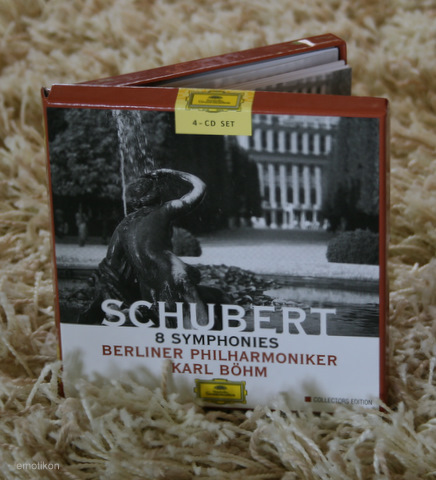 4-CD SET
SCHUBERT
8 SYMPHONIES
BERLINER PHILHARMONIKER
KARL BÖHM
COLLECTORS EDITION
emolikon